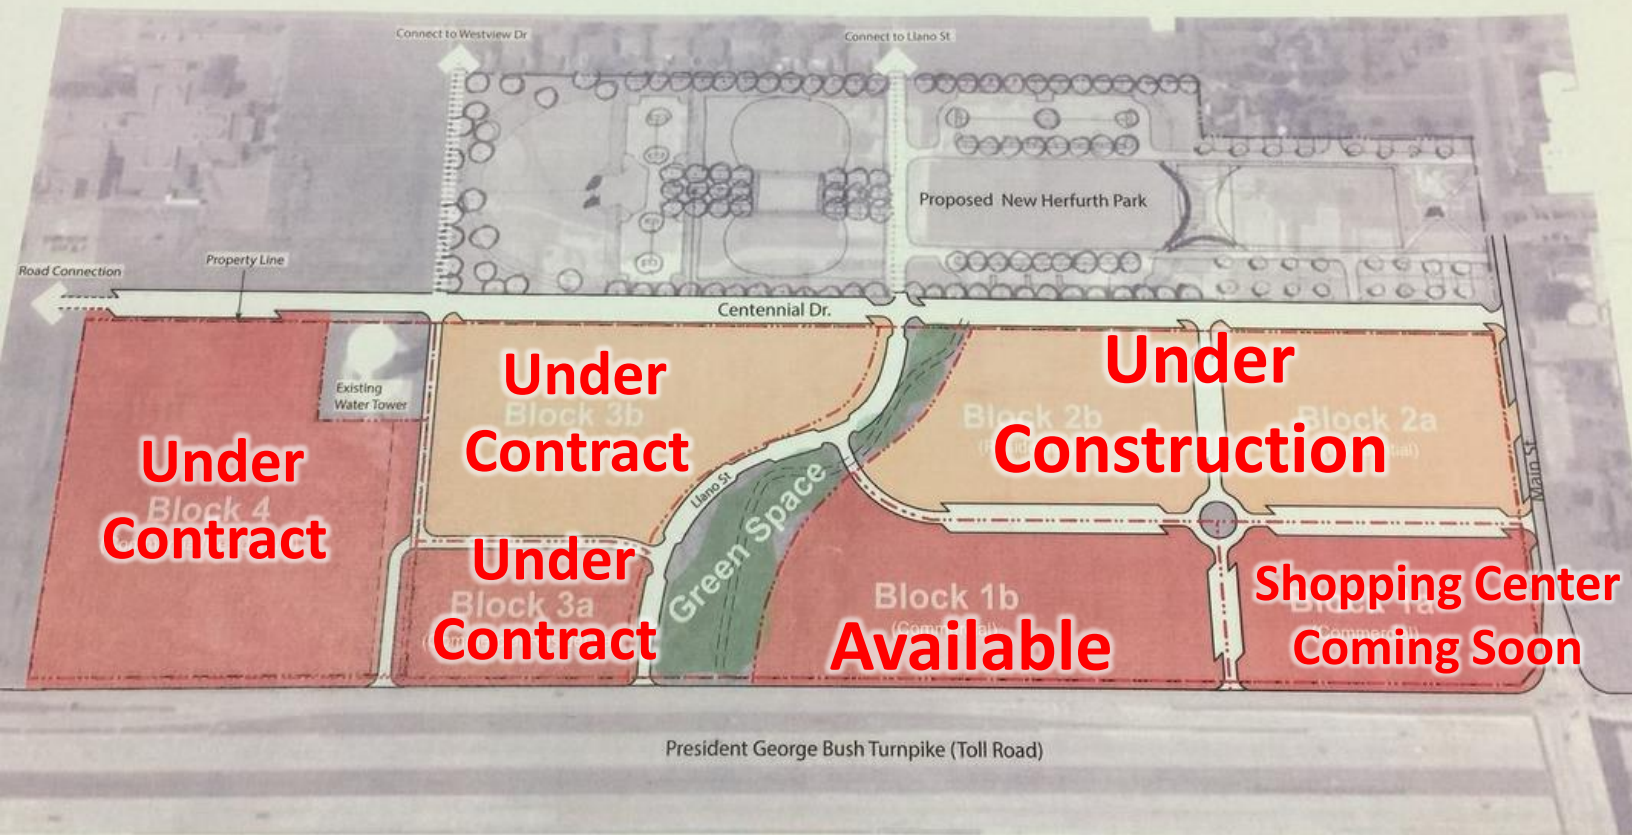 Connect to Westview Dr
Connect to Llano St
Proposed New Herfurth Park
Property Line
Road Connection
Centennial Dr.
Existing
Water Tower
Under
Contract
Block 3b
Under
Construction
Block 2b
Block 2a
Under
Contract
Block 4
Main St
Llano St
Green Space
Under
Contract
Block 3a
Block 1b
(Commercial)
Available
Shopping Center
Coming Soon
(Commercial)
President George Bush Turnpike (Toll Road)